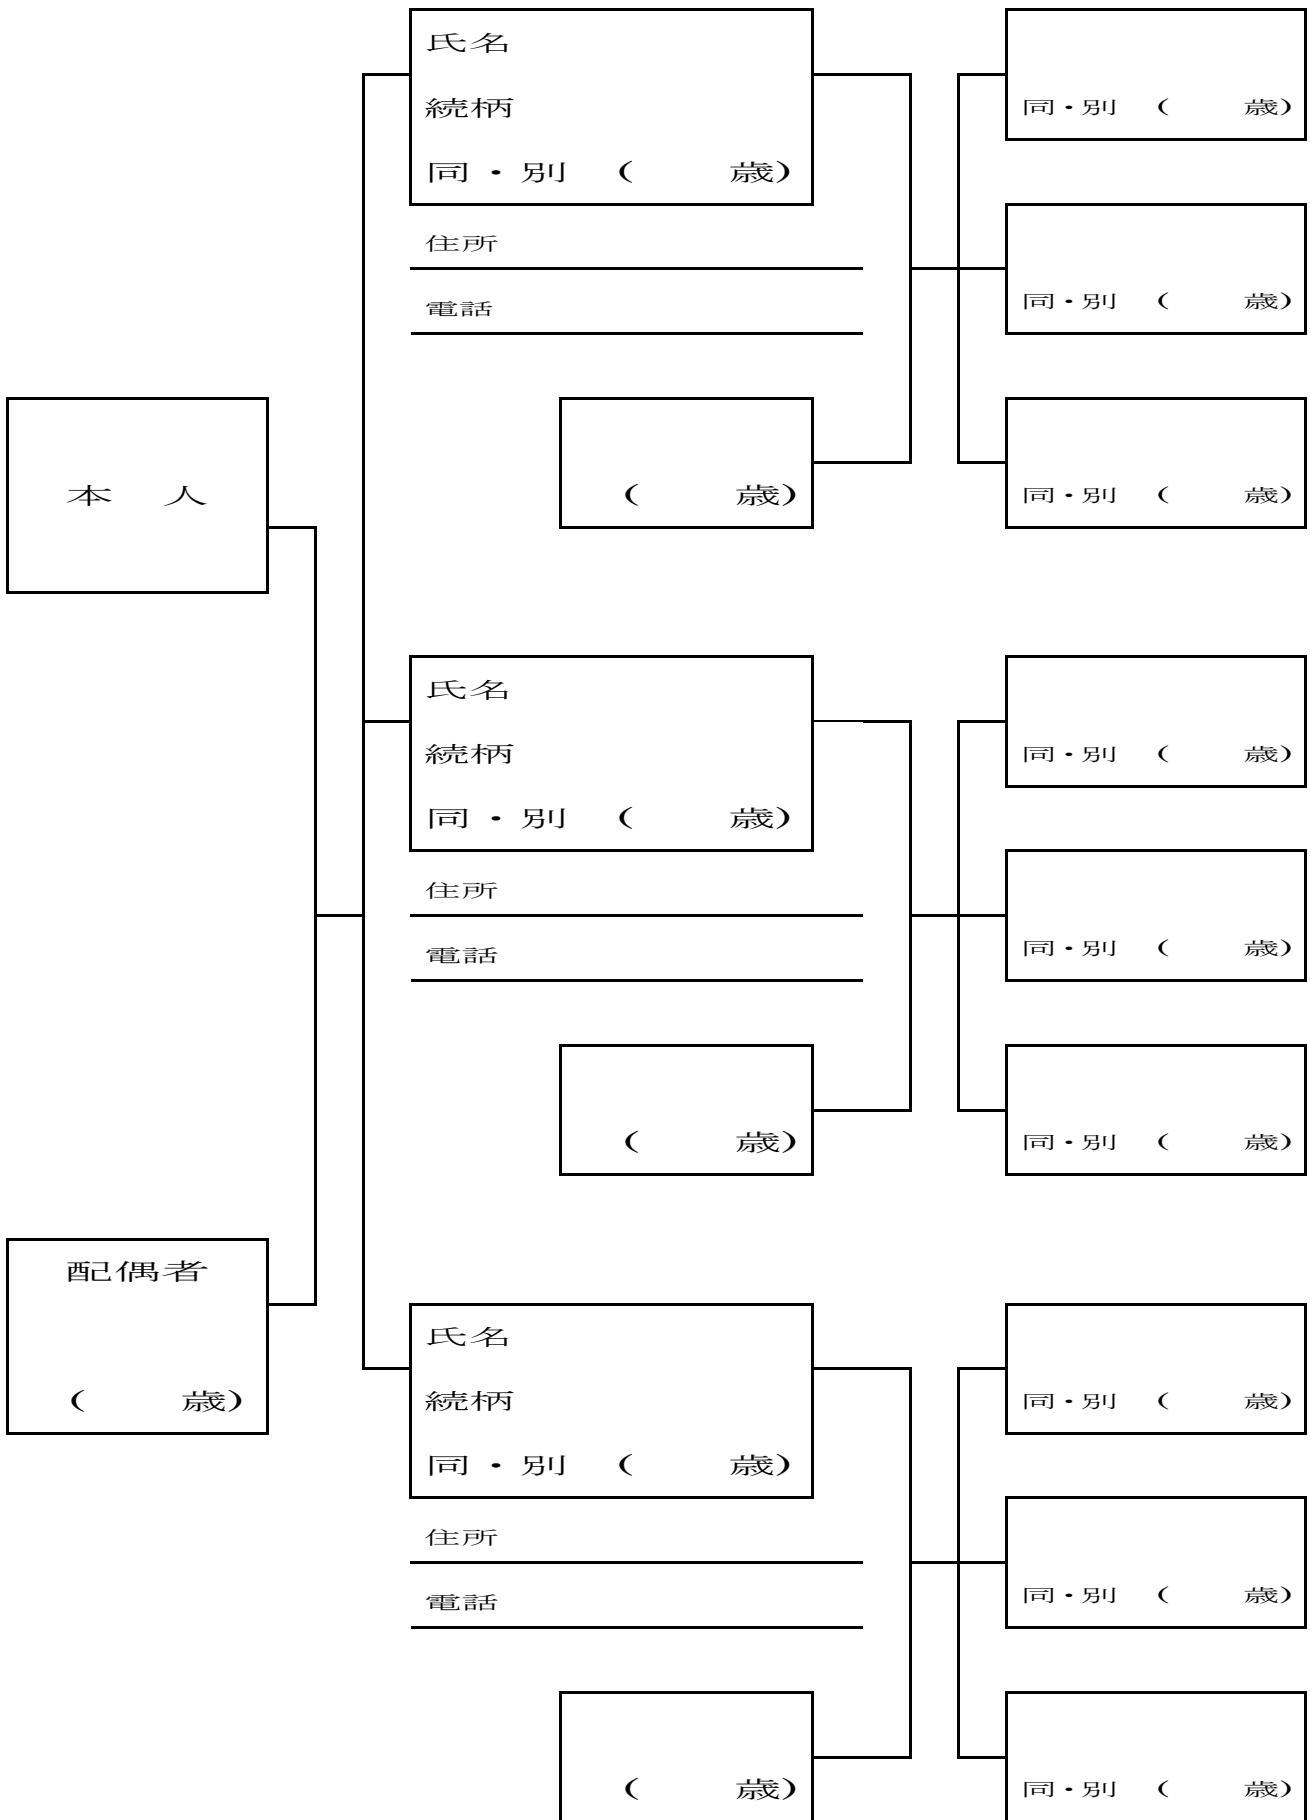 氏名
続柄
同・別 ( 歳)
住所
電話
( 歳)
同・別 ( 歳)
同・別 ( 歳)
同・別 ( 歳)
本 人
氏名
続柄
同・別 ( 歳)
住所
電話
( 歳)
同・別 ( 歳)
同・別 ( 歳)
同・別 ( 歳)
配偶者
( 歳)
氏名
続柄
同・別 ( 歳)
住所
電話
( 歳)
同・別 ( 歳)
同・別 ( 歳)
同・別 ( 歳)